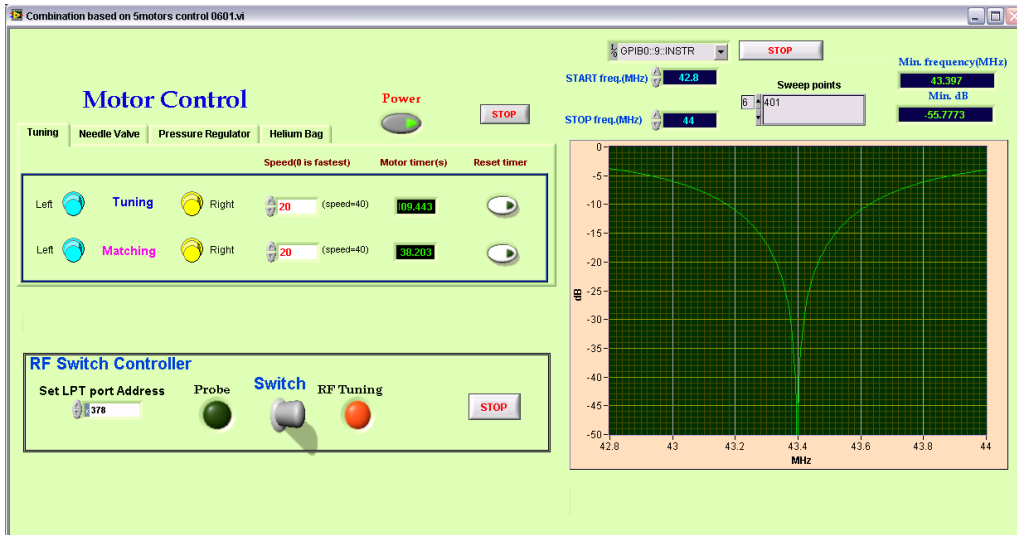 Combination based on 5motors control 0601.vi
GPIB0::9::INSTR
STOP
START freq.(MHz) 42.8
Sweep points
6 401
STOP freq.(MHz) 44
Min. frequency(MHz)
43.397
Min. dB
-55.7773
Motor Control
Power
STOP
Tuning Needle Valve Pressure Regulator Helium Bag
Speed(0 is fastest) Motor timer(s) Reset timer
Left Tuning Right 20 (speed=40) 109.443
Left Matching Right 20 (speed=40) 38.203
RF Switch Controller
Set LPT port Address Probe Switch RF Tuning
x 378
STOP
0
-5
-10
-15
-20
-25
-30
-35
-40
-45
-50
dB
42.8 43 43.2 43.4 43.6 43.8 44
MHz